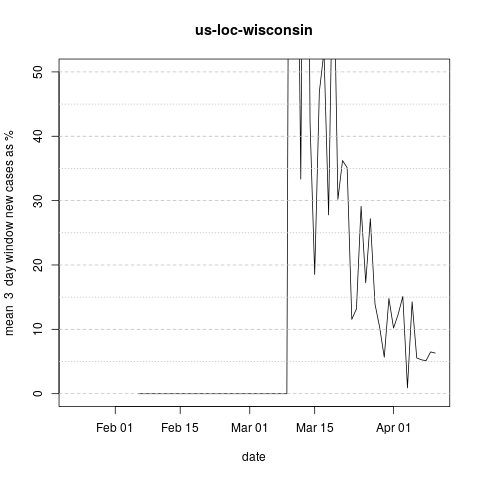 us-loc-wisconsin
mean 3 day window new cases as %
50
40
30
20
10
0
Feb 01 Feb 15 Mar 01 Mar 15 Apr 01
date